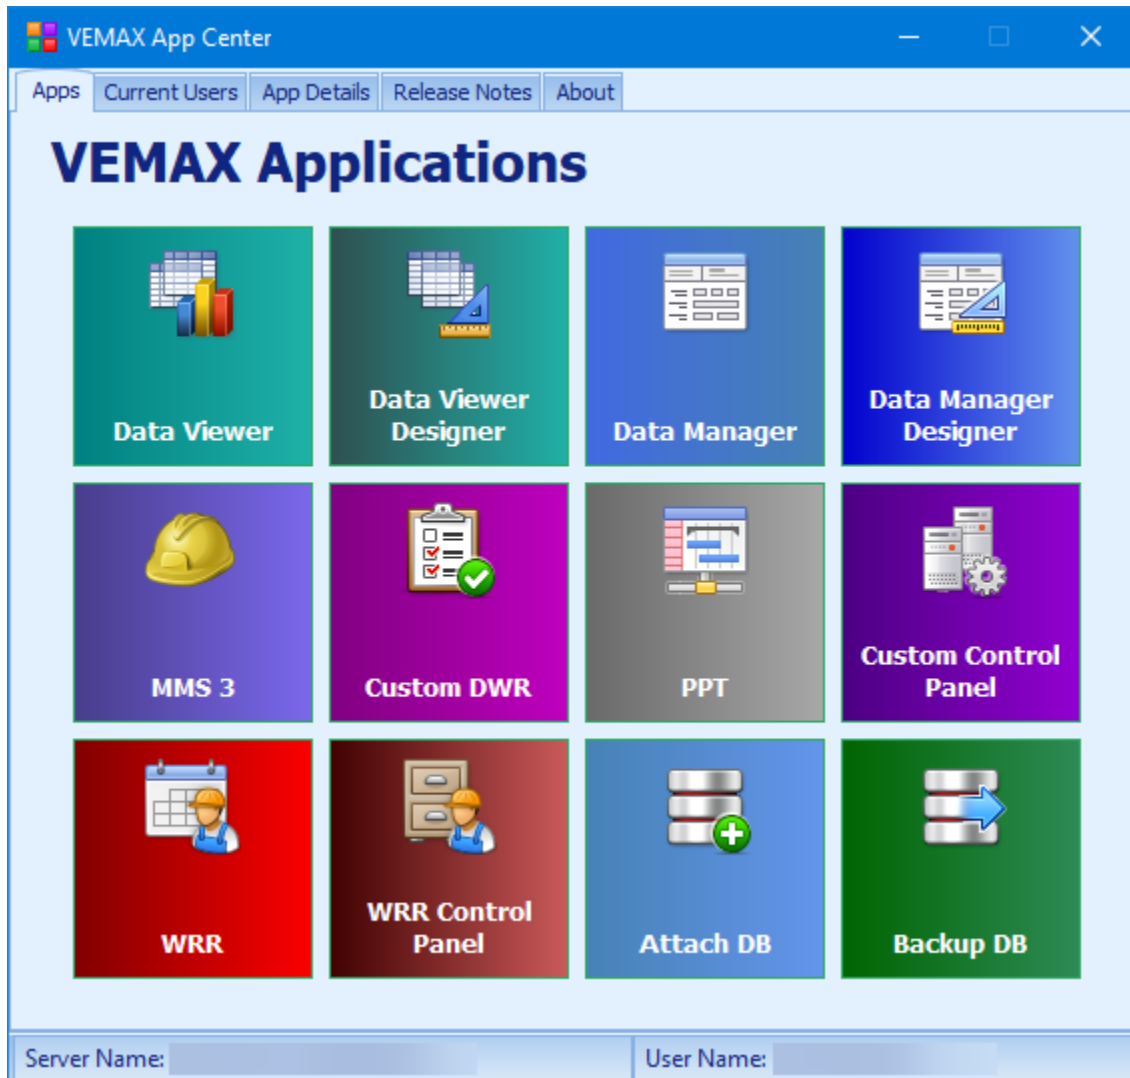 VEMAX App Center
Apps Current Users App Details Release Notes About
VEMAX Applications
Data Viewer
Data Viewer
Designer
Data Manager
Data Manager
Designer
MMS 3
Custom DWR
PPT
Custom Control
Panel
WRR
WRR Control
Panel
Attach DB
Backup DB
Server Name:
User Name: